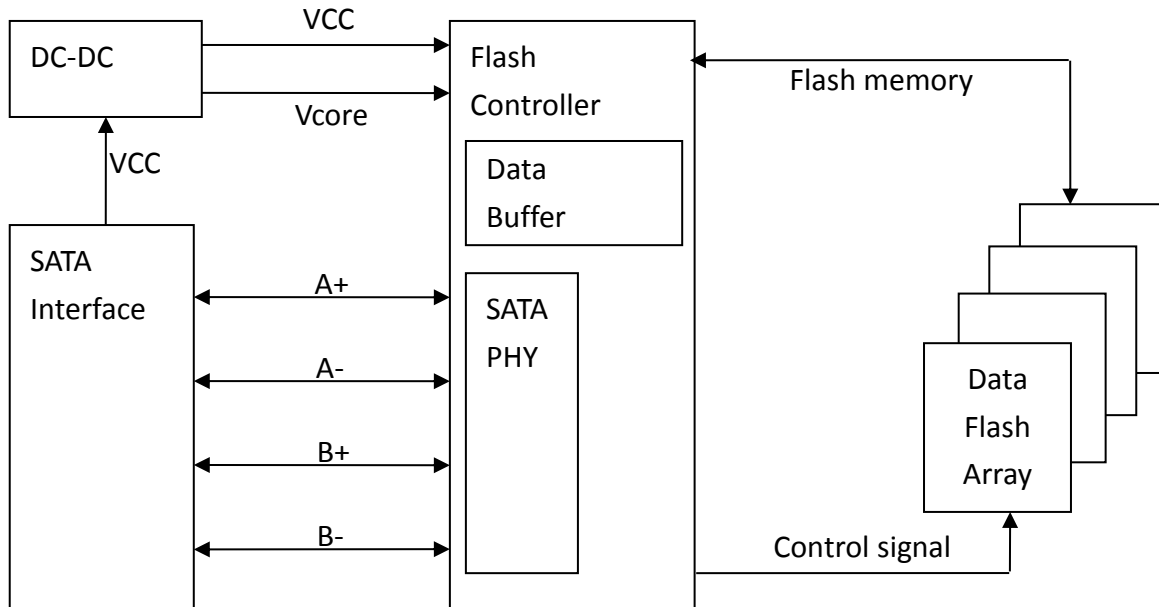 VCC
DC-DC
Vcore
VCC
Flash
Controller
Data
Buffer
Flash memory
SATA
Interface
A+
A-
B+
B-
SATA
PHY
Data
Flash
Array
Control signal